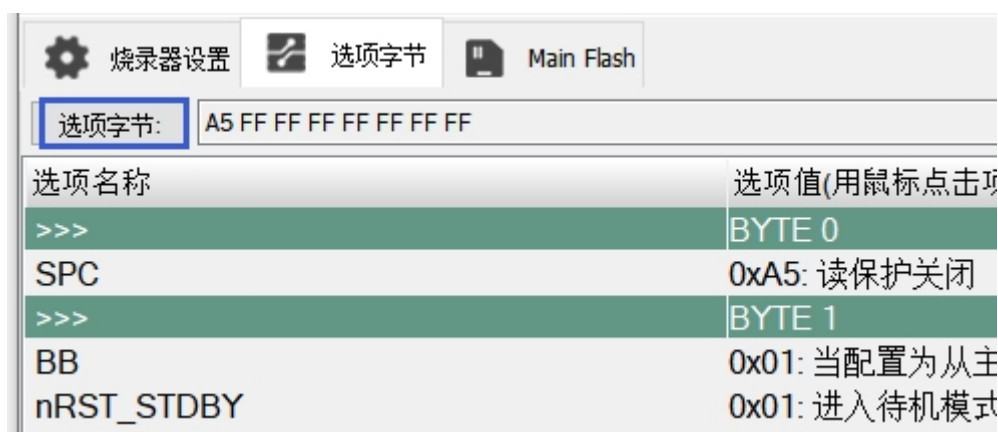 烧录器设置 选项字节 Main Flash
选项字节: A5 FF FF FF FF FF FF FF
选项名称 选项值(用鼠标点击项
>>> BYTE 0
SPC 0xA5: 读保护关闭
>>> BYTE 1
BB 0x01: 当配置为从主
nRST_STDBY 0x01: 进入待机模式